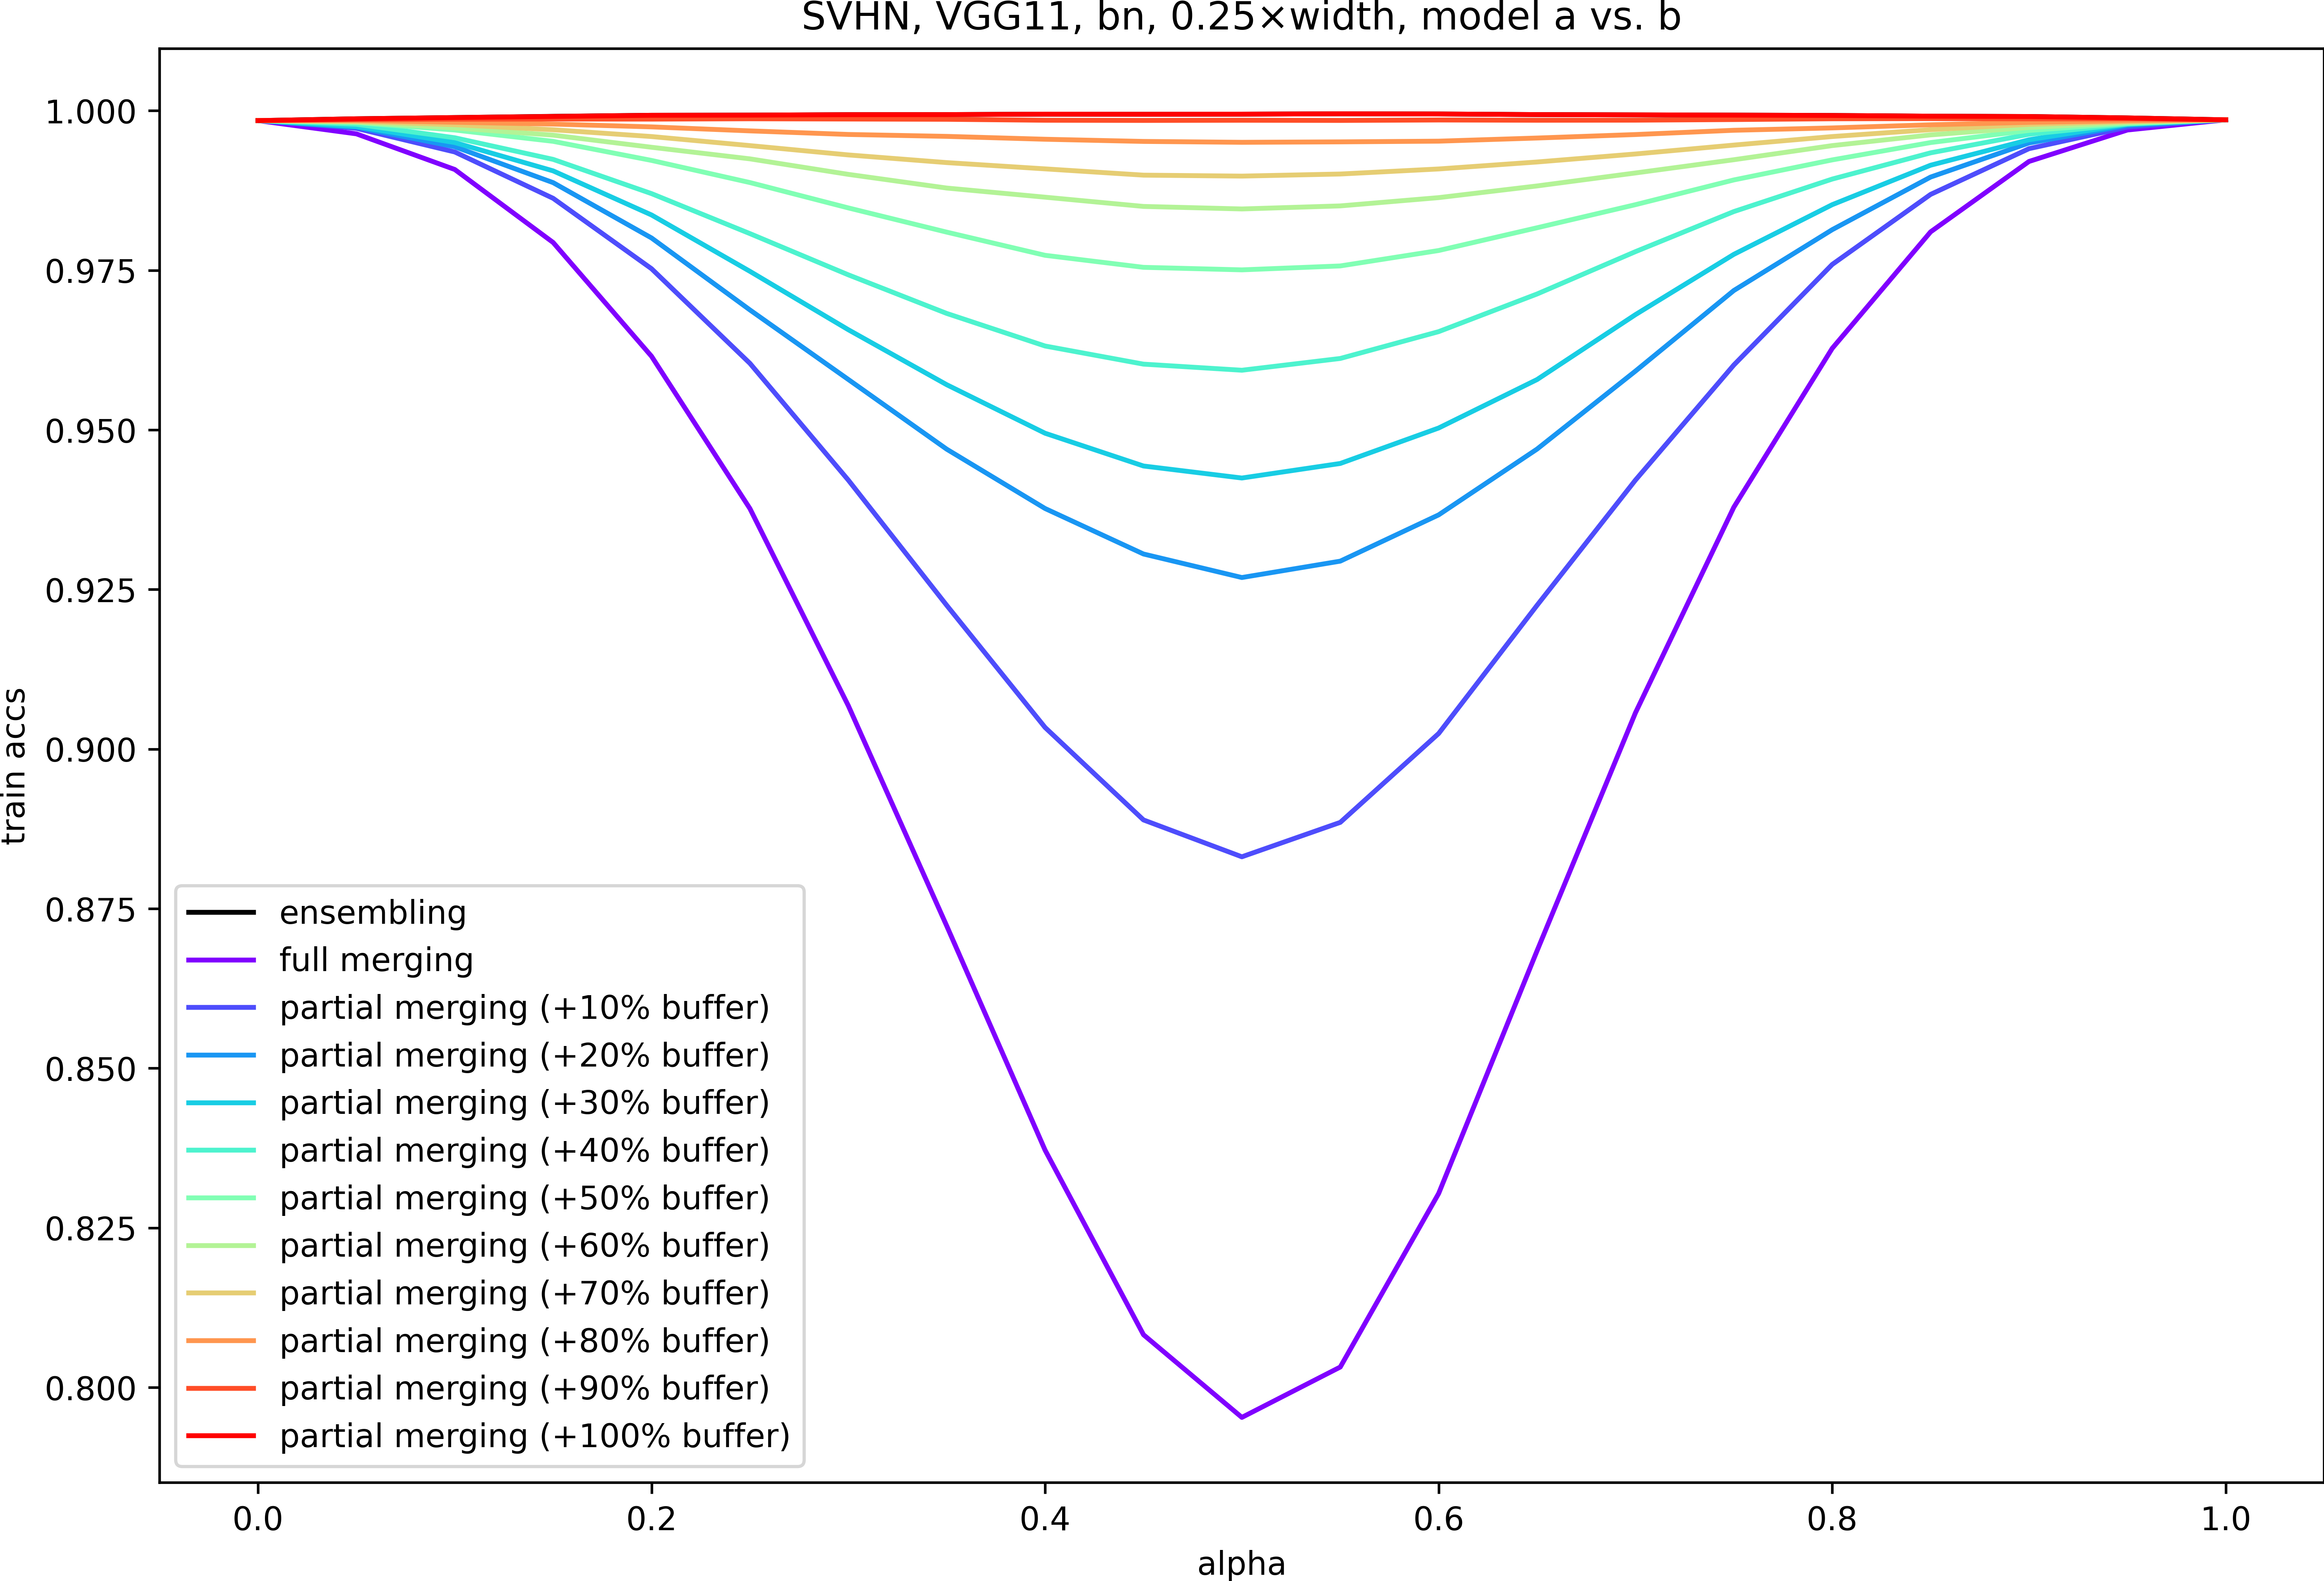 SVHN, VGG11, bn, 0.25×width, model a vs. b
train accs
1.000
0.975
0.950
0.925
0.900
0.875
0.850
0.825
0.800
ensembling
full merging
partial merging (+10% buffer)
partial merging (+20% buffer)
partial merging (+30% buffer)
partial merging (+40% buffer)
partial merging (+50% buffer)
partial merging (+60% buffer)
partial merging (+70% buffer)
partial merging (+80% buffer)
partial merging (+90% buffer)
partial merging (+100% buffer)
0.0 0.2 0.4 0.6 0.8 1.0
alpha